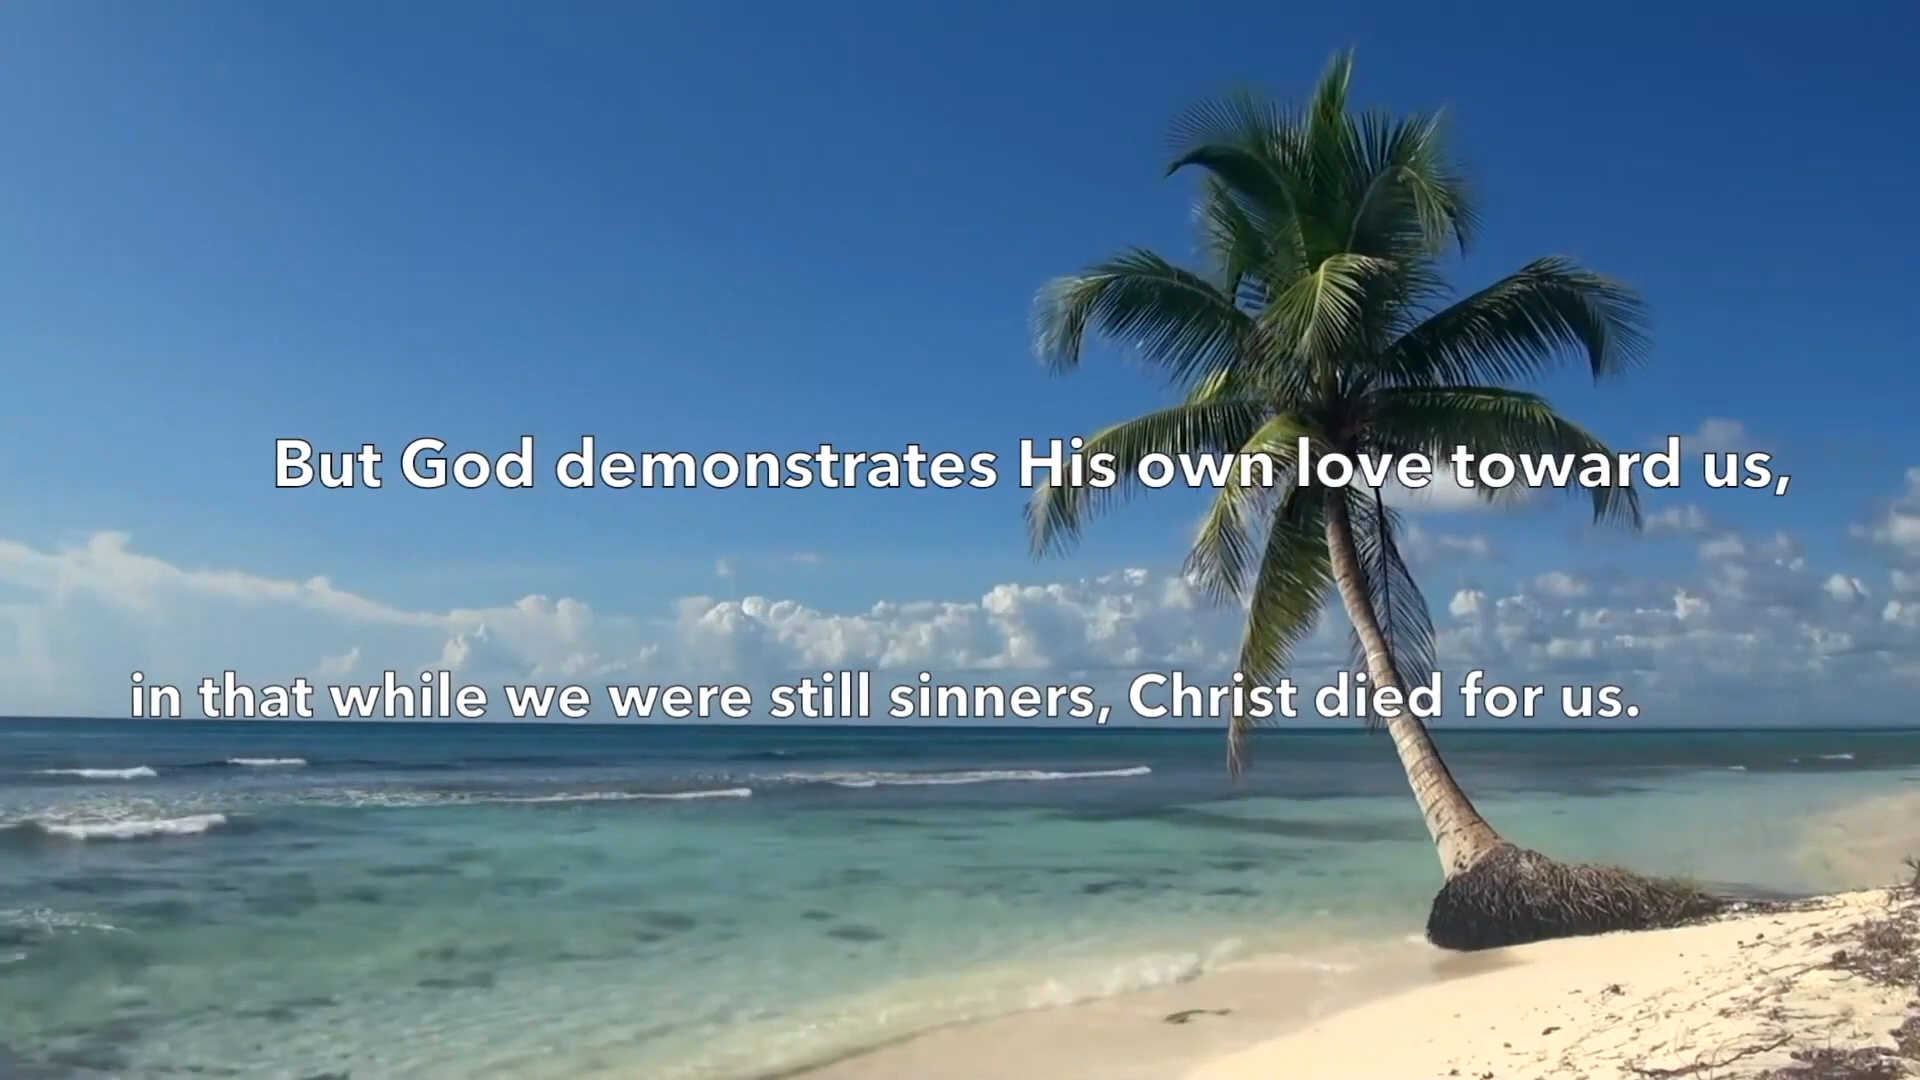 But God demonstrates His own love toward us,
in that while we were still sinners, Christ died for us.